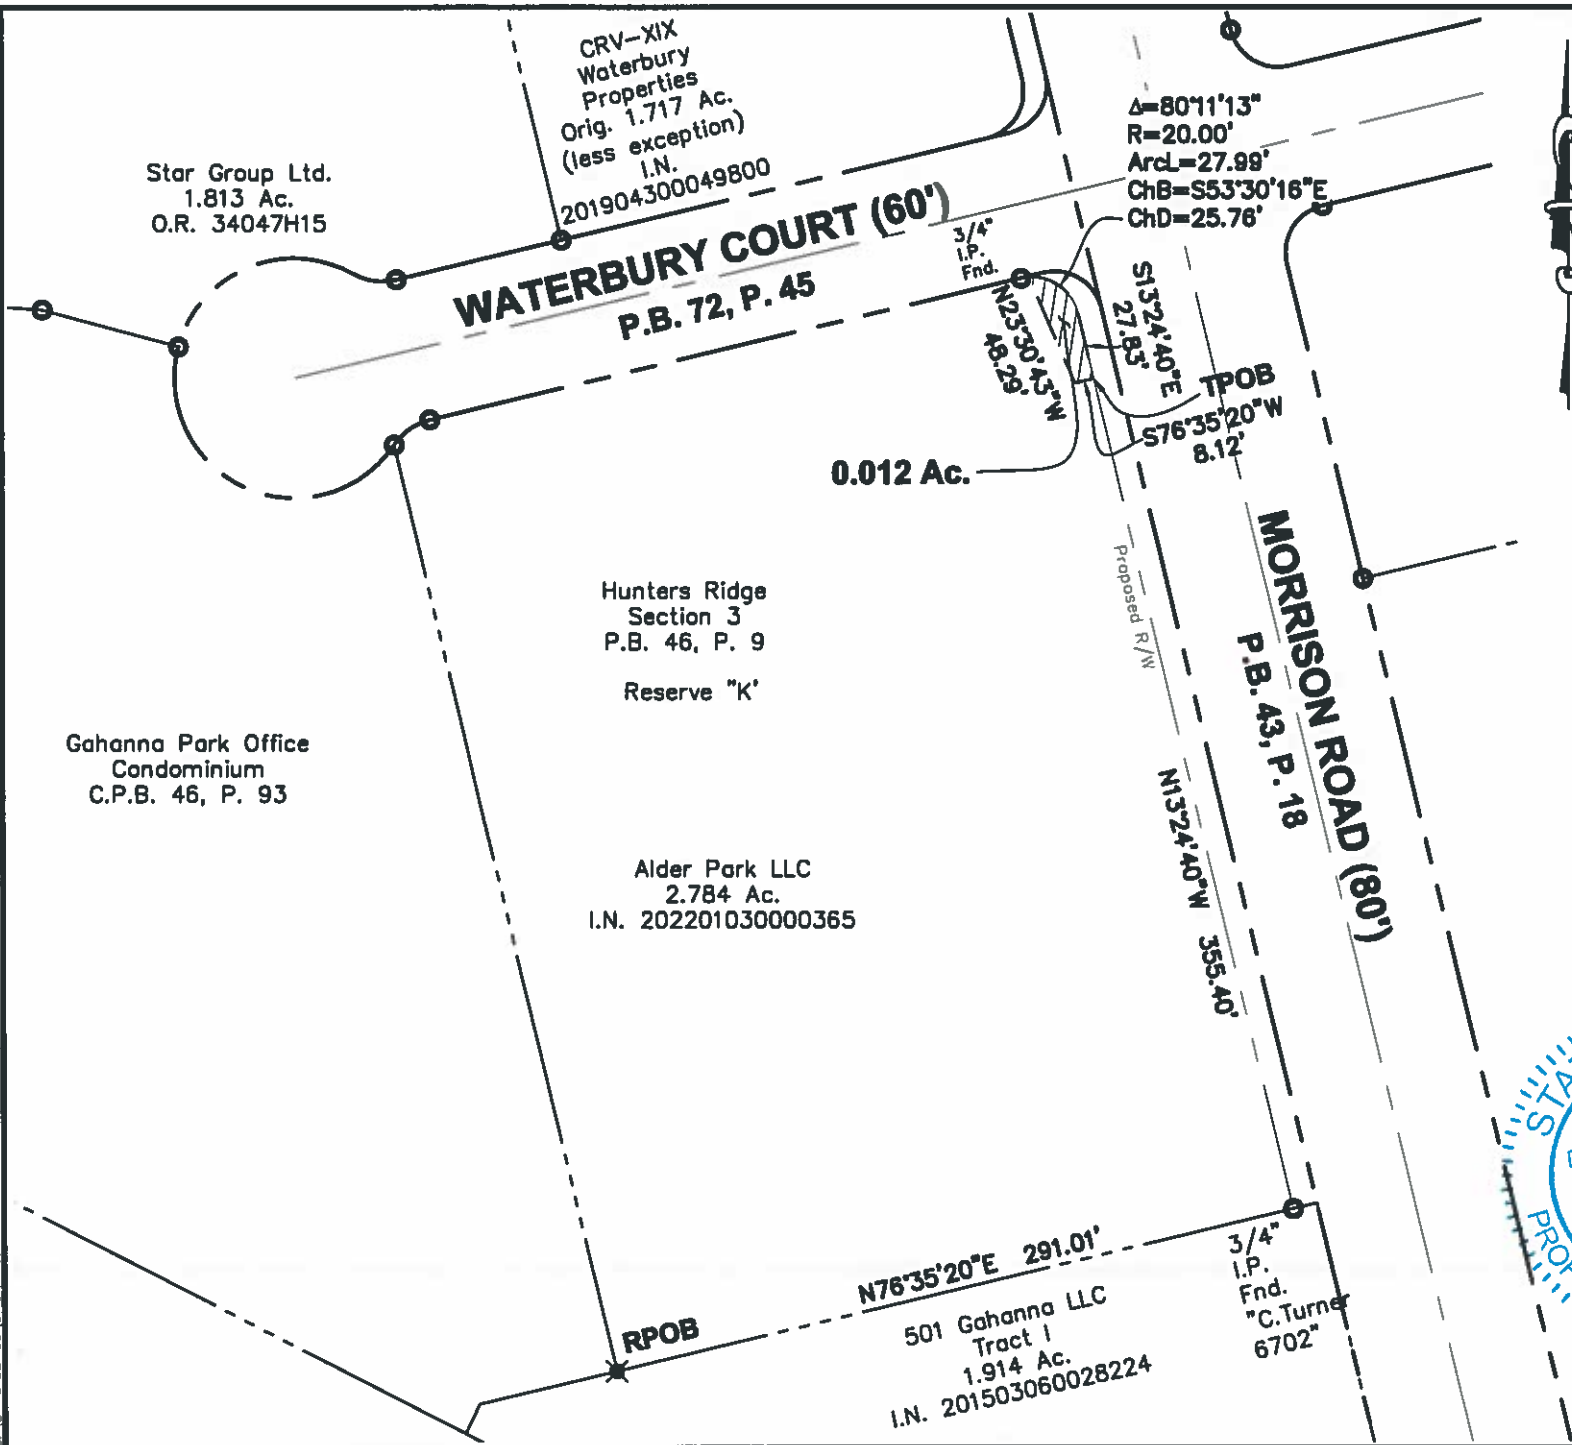 CRV-XIX
Waterbury
Properties
Orig. 1.717 Ac.
(less exception)
I.N.
201904300049800
Star Group Ltd.
1.813 Ac.
O.R. 34047H15
Δ=80°11'13"
R=20.00'
ArcL=27.99'
ChB=S53°30'16"E
ChD=25.76'
WATERBURY COURT (60')
P.B. 72, P. 45
3/4"
I.P.
Fnd.
N23°30'43"W
48.29'
S13°24'40"E
27.83'
TPOB
S76°35'20"W
8.12'
0.012 Ac.
Proposed R/W
MORRISON ROAD (80')
P.B. 43, P. 18
Hunters Ridge
Section 3
P.B. 46, P. 9
Reserve "K'
Gahanna Park Office
Condominium
C.P.B. 46, P. 93
Alder Park LLC
2.784 Ac.
I.N. 202201030000365
N13°24'40"W 355.40'
N76°35'20"E 291.01'
RPOB
501 Gahanna LLC
Tract I
1.914 Ac.
I.N. 201503060028224
3/4"
I.P.
Fnd.
"C.Turner
6702"